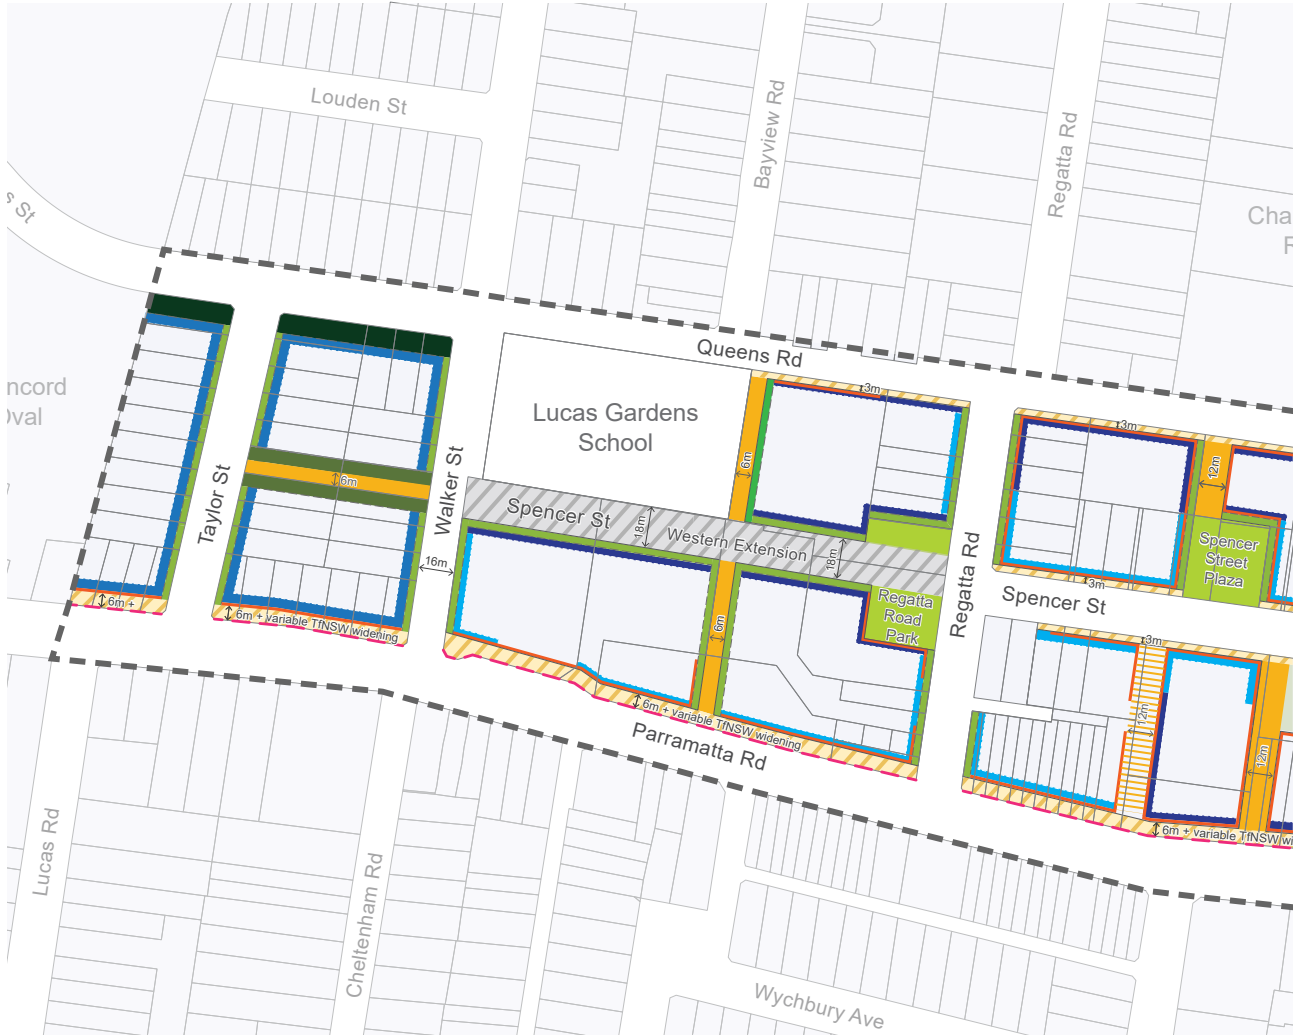 Louden St
Bayview Rd
Regatta Rd
s St
Cha
R
ncord
Oval
Queens Rd
3m
3m
Lucas Gardens
School
6m
12m
6m
Taylor St
Walker St
Spencer St
18m
Western Extension
18m
16m
Regatta Rd
Spencer
Street
Plaza
3m
Spencer St
Regatta
Road
Park
6m +
6m + variable TfNSW widening
6m
3m
6m + variable TfNSW widening
12m
12m
Parramatta Rd
6m + variable TfNSW wi
Lucas Rd
Cheltenham Rd
Wychbury Ave